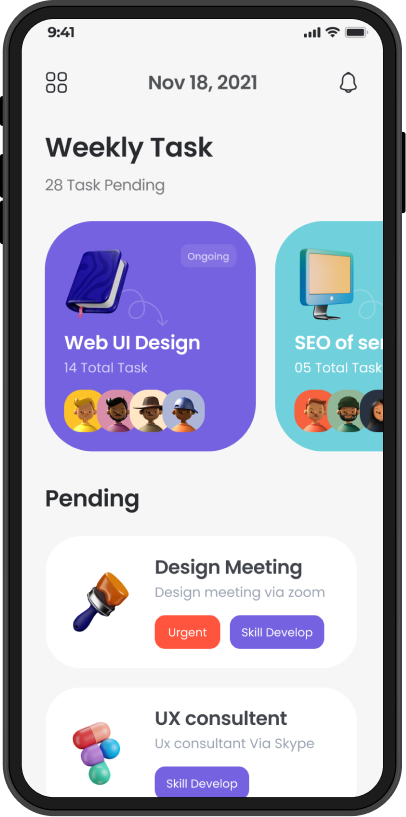 9:41
Nov 18, 2021
Weekly Task
28 Task Pending
Ongoing
Web UI Design
14 Total Task
SEO of ser
05 Total Task
Pending
Design Meeting
Design meeting via zoom
Urgent
Skill Develop
UX consultent
Ux consultant Via Skype
Skill Develop